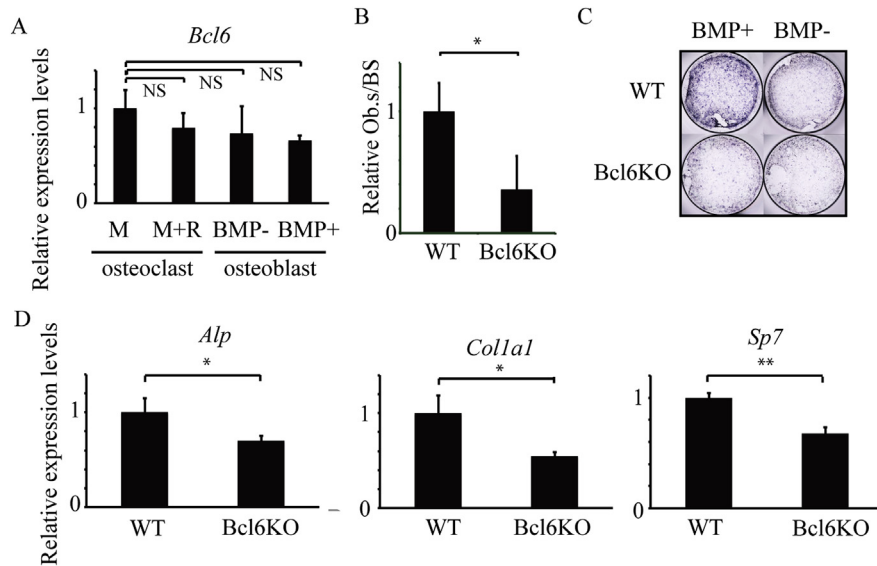 A
Bcl6
Relative expression levels
NS
NS
NS
1
0
M
M+R
BMP-
BMP+
osteoclast
osteoblast
B
*
Relative Ob.s/BS
1
0
WT
Bcl6KO
C
BMP+
BMP-
WT
Bcl6KO
D
Relative expression levels
Alp
*
1
0
WT
Bcl6KO
Col1a1
*
1
0
WT
Bcl6KO
Sp7
**
1
0
WT
Bcl6KO